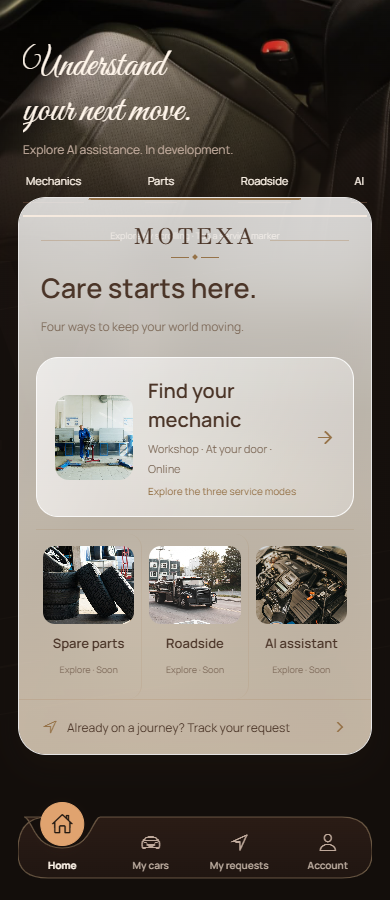 Understand
your next move.
Explore AI assistance. In development.
Mechanics Parts Roadside AI
MOTEXA
Care starts here.
Four ways to keep your world moving.
Find your
mechanic
Workshop · At your door ·
Online
Explore the three service modes
Spare parts Roadside AI assistant
Explore · Soon Explore · Soon Explore · Soon
Already on a journey? Track your request
Home My cars My requests Account